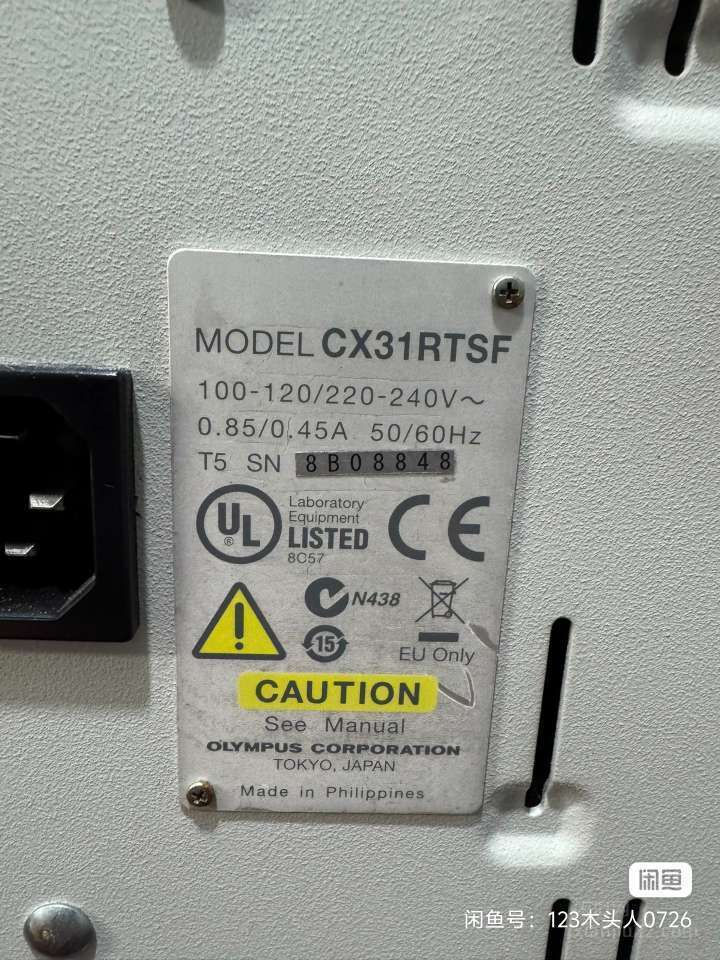 MODEL CX31RTSF
100-120/220-240V～
0.85/0.45A 50/60Hz
T5 SN 8B08848
UL
®
Laboratory
Equipment
LISTED
8C57
CE
N438
15
EU Only
CAUTION
See Manual
OLYMPUS CORPORATION
TOKYO, JAPAN
Made in Philippines
闲鱼
闲鱼号：123木头人0726